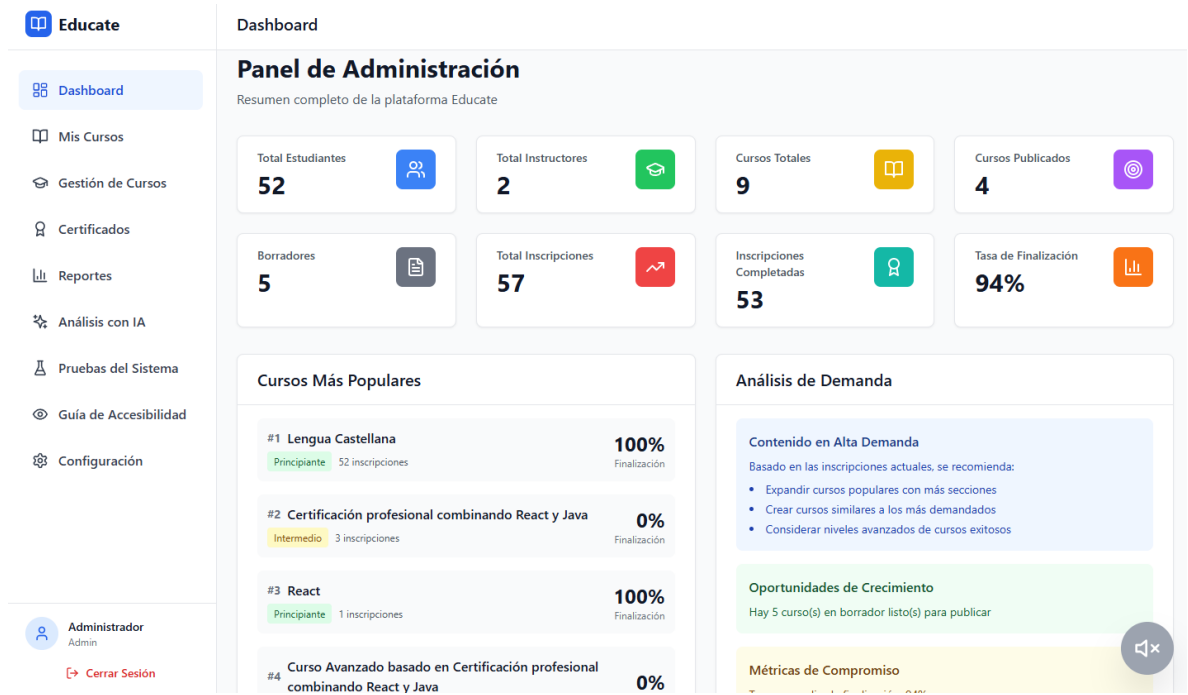 Educate
Dashboard
Mis Cursos
Gestión de Cursos
Certificados
Reportes
Análisis con IA
Pruebas del Sistema
Guía de Accesibilidad
Configuración
Administrador
Admin
Cerrar Sesión
Dashboard
Panel de Administración
Resumen completo de la plataforma Educate
Total Estudiantes
52
Total Instructores
2
Cursos Totales
9
Cursos Publicados
4
Borradores
5
Total Inscripciones
57
Inscripciones
Completadas
53
Tasa de Finalización
94%
Cursos Más Populares
#1 Lengua Castellana
Principiante 52 inscripciones
100%
Finalización
#2 Certificación profesional combinando React y Java
Intermedio 3 inscripciones
0%
Finalización
#3 React
Principiante 1 inscripciones
100%
Finalización
#4 Curso Avanzado basado en Certificación profesional
combinando React y Java
0%
Análisis de Demanda
Contenido en Alta Demanda
Basado en las inscripciones actuales, se recomienda:
• Expandir cursos populares con más secciones
• Crear cursos similares a los más demandados
• Considerar niveles avanzados de cursos exitosos
Oportunidades de Crecimiento
Hay 5 curso(s) en borrador listo(s) para publicar
Métricas de Compromiso